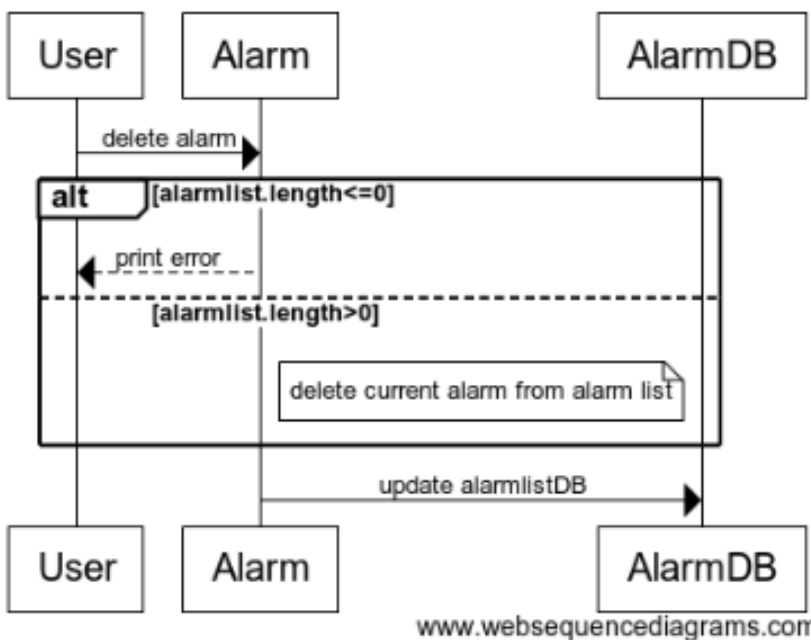 User
Alarm
AlarmDB
delete alarm
alt
[alarmlist.length<=0]
print error
[alarmlist.length>0]
delete current alarm from alarm list
update alarmlistDB
User
Alarm
AlarmDB
www.websequencediagrams.com